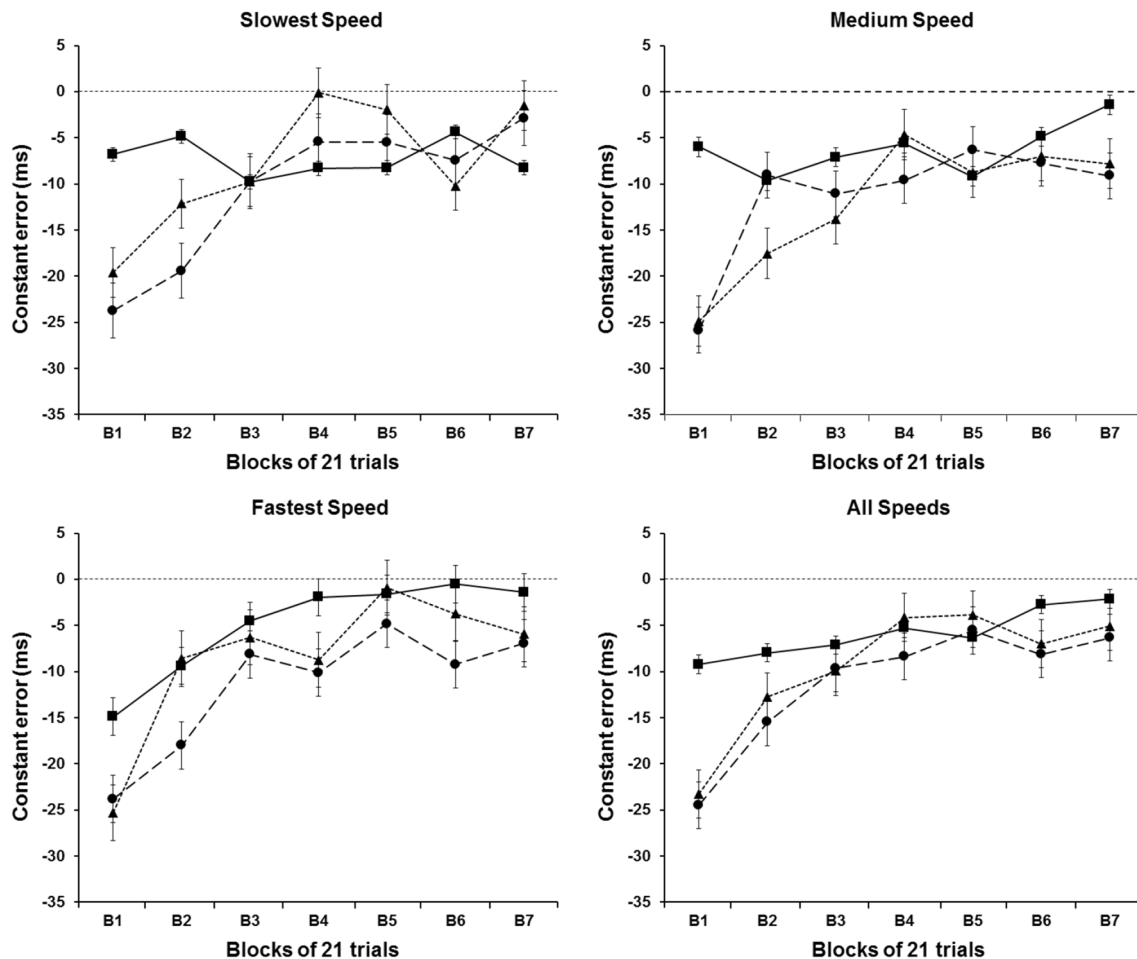 Slowest Speed
5
0
-5
-10
-15
-20
-25
-30
-35
Constant error (ms)
B1 B2 B3 B4 B5 B6 B7
Blocks of 21 trials
Medium Speed
5
0
-5
-10
-15
-20
-25
-30
-35
Constant error (ms)
B1 B2 B3 B4 B5 B6 B7
Blocks of 21 trials
Fastest Speed
5
0
-5
-10
-15
-20
-25
-30
-35
Constant error (ms)
B1 B2 B3 B4 B5 B6 B7
Blocks of 21 trials
All Speeds
5
0
-5
-10
-15
-20
-25
-30
-35
Constant error (ms)
B1 B2 B3 B4 B5 B6 B7
Blocks of 21 trials